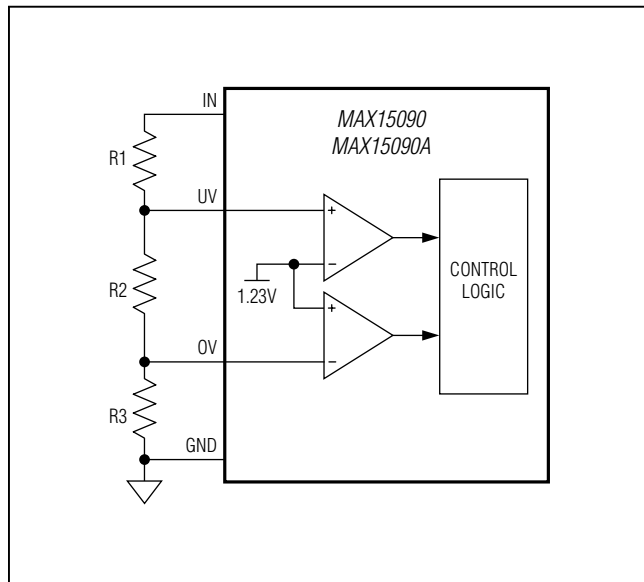 IN
MAX15090
MAX15090A
R1
UV
+
−
R2
1.23V
CONTROL
LOGIC
+
−
OV
R3
GND